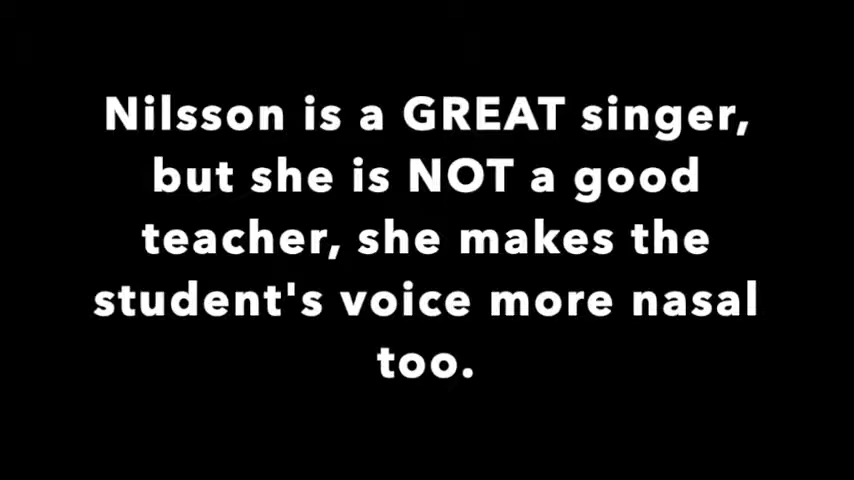 Nilsson is a GREAT singer,
but she is NOT a good
teacher, she makes the
student's voice more nasal
too.